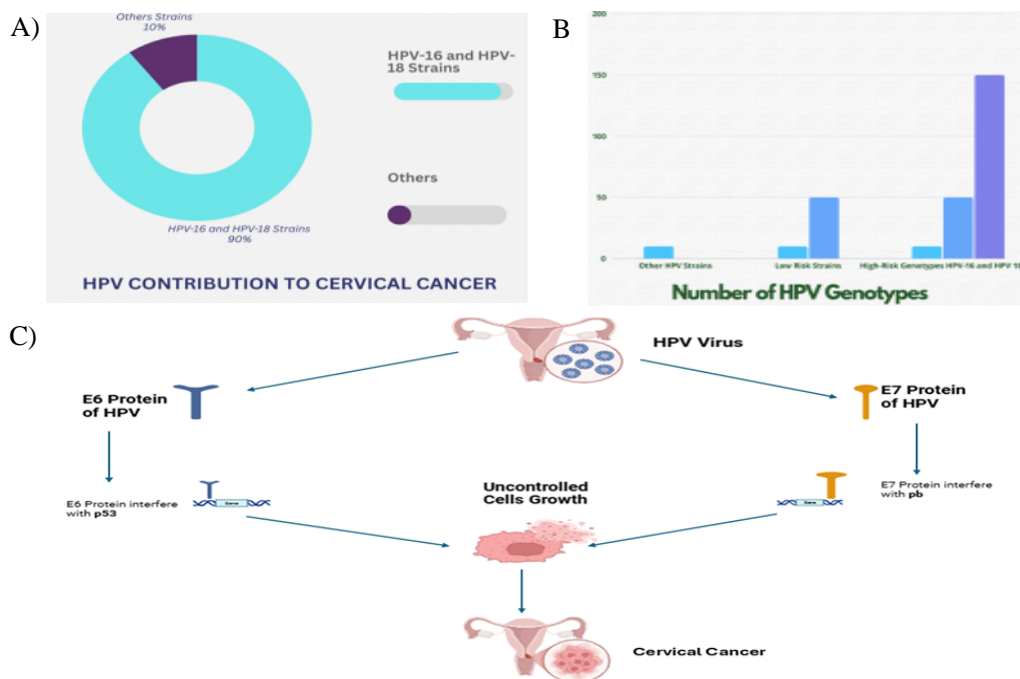 A)
Others Strains
10%
HPV-16 and HPV-
18 Strains
Others
HPV-16 and HPV-18 Strains
90%
HPV CONTRIBUTION TO CERVICAL CANCER
B
200
150
100
50
0
Other HPV Strains
Low Risk Strains
High-Risk Genotypes HPV-16 and HPV 18
Number of HPV Genotypes
C)
HPV Virus
E6 Protein
of HPV
E7 Protein
of HPV
E6 Protein interfere
with p53
Gene
Uncontrolled
Cells Growth
Gene
E7 Protein interfere
with pb
Cervical Cancer